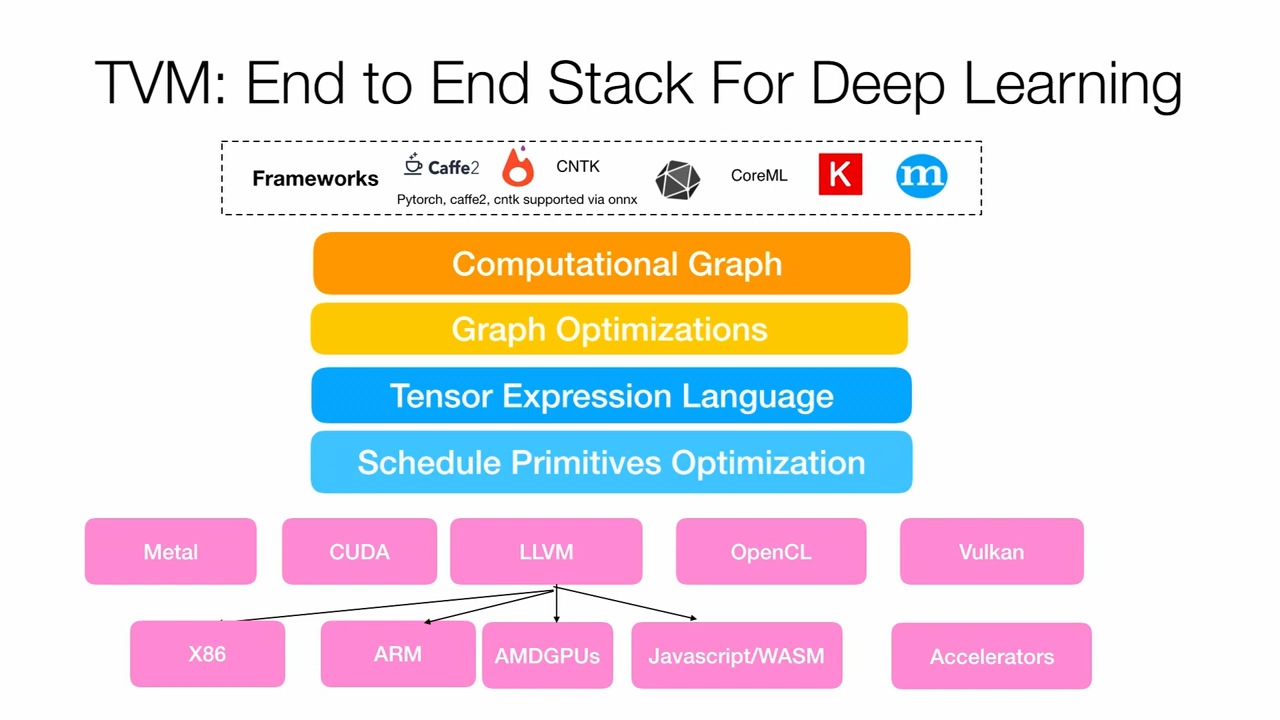 TVM: End to End Stack For Deep Learning
Frameworks
Caffe2
CNTK
Pytorch, caffe2, cntk supported via onnx
CoreML
K
m
Computational Graph
Graph Optimizations
Tensor Expression Language
Schedule Primitives Optimization
Metal
CUDA
LLVM
OpenCL
Vulkan
X86
ARM
AMDGPUs
Javascript/WASM
Accelerators